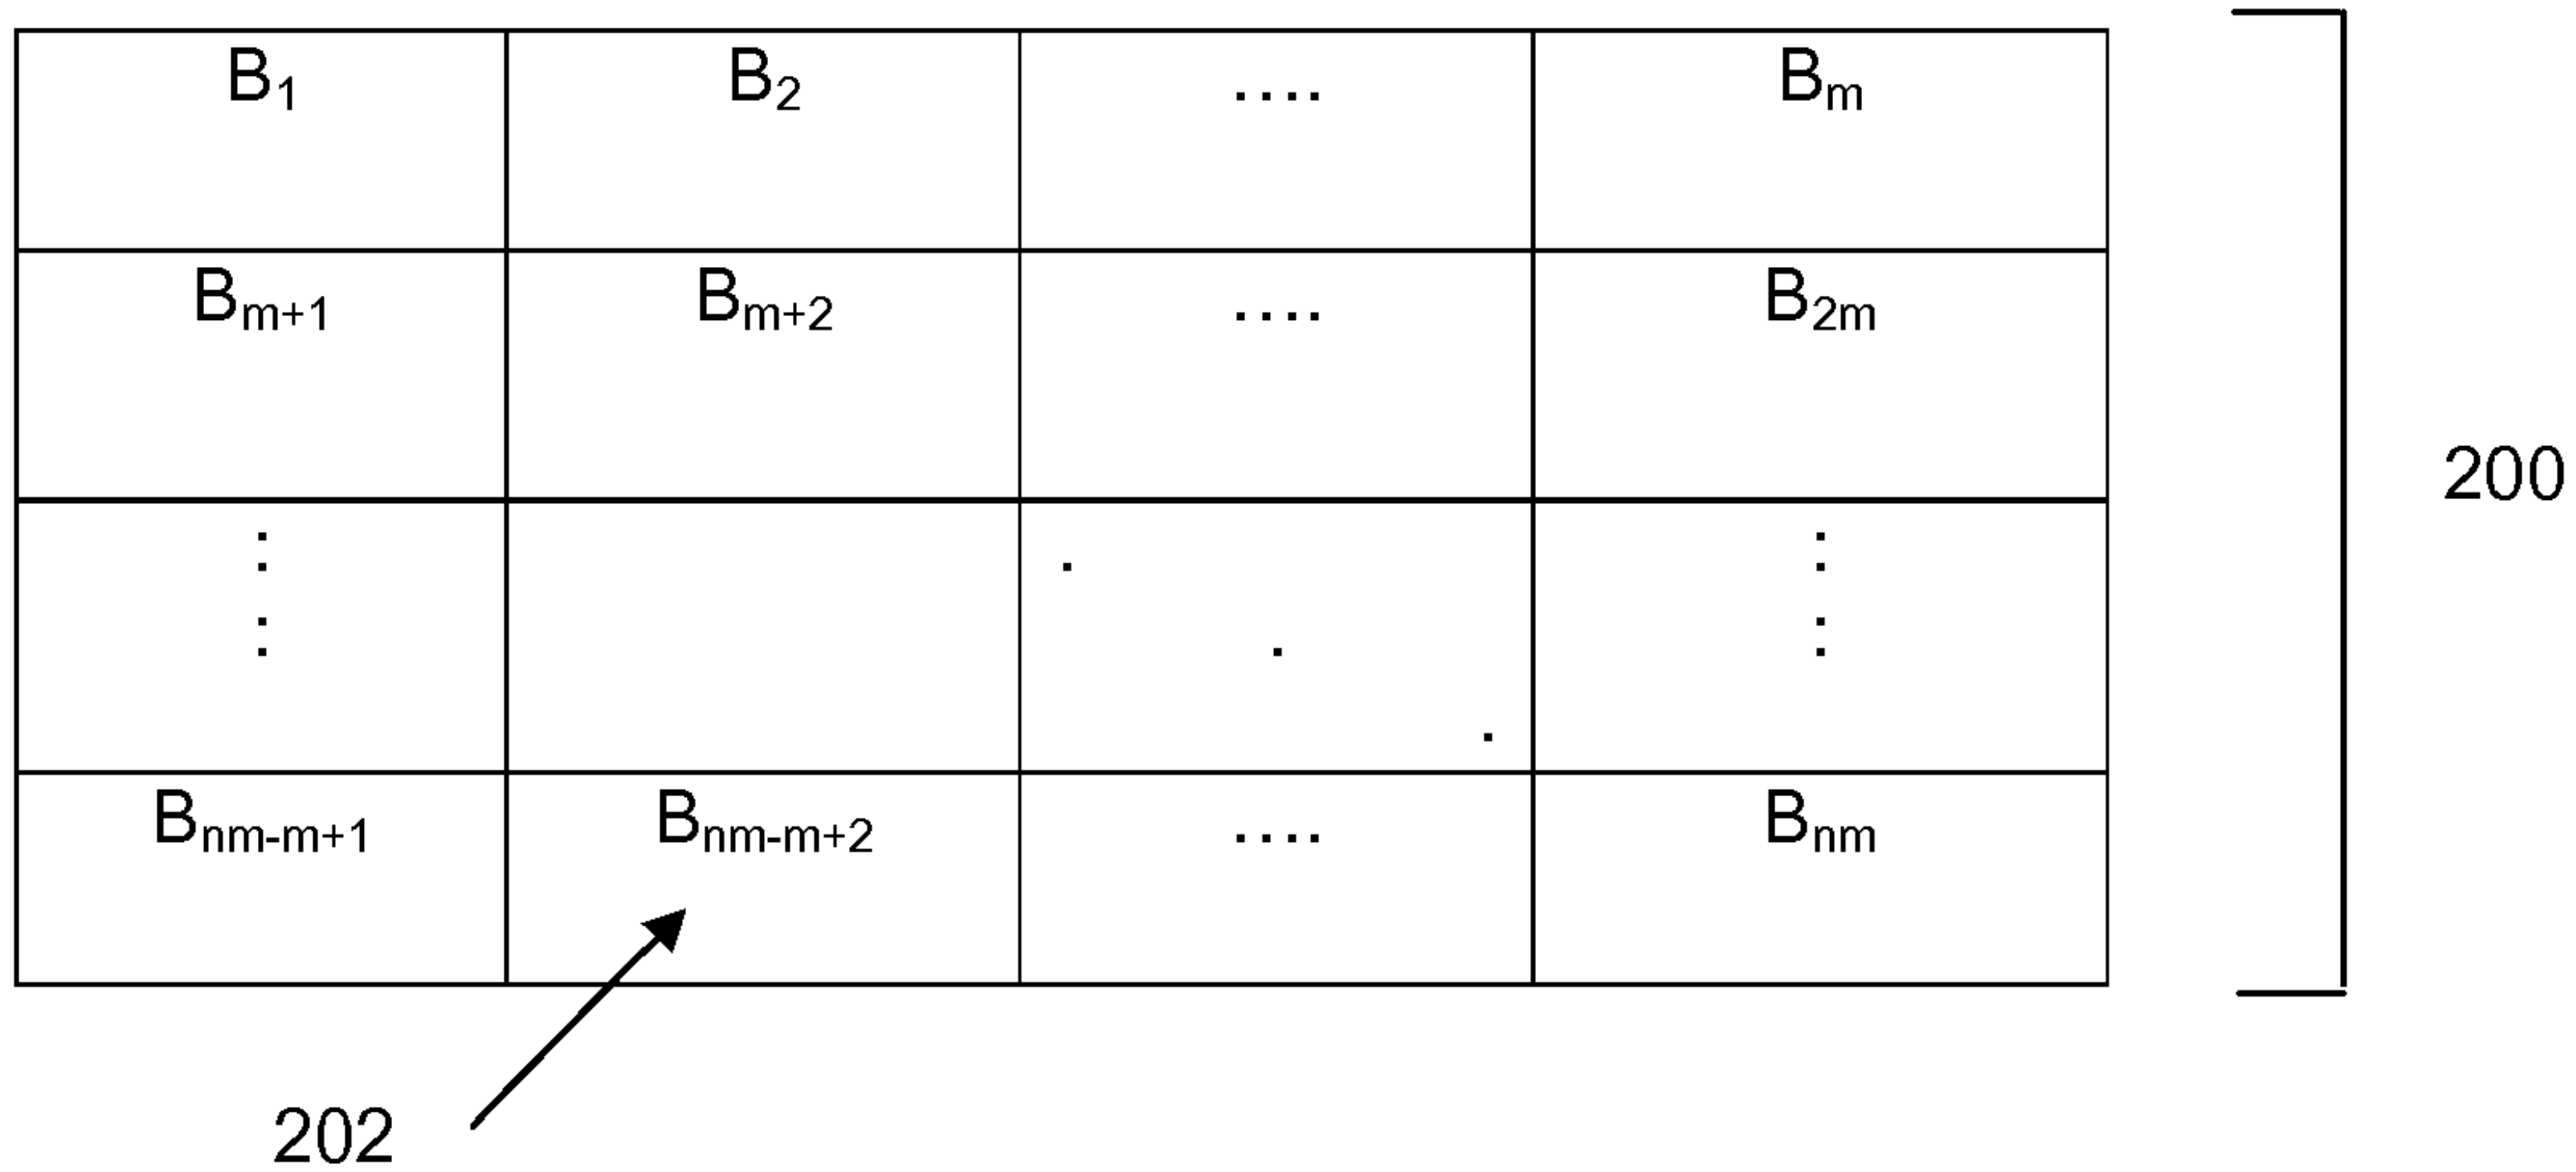 B1 B2 .... Bm
Bm+1 Bm+2 .... B2m
200
: . :
: . :
.
Bnm-m+1 Bnm-m+2 .... Bnm
202